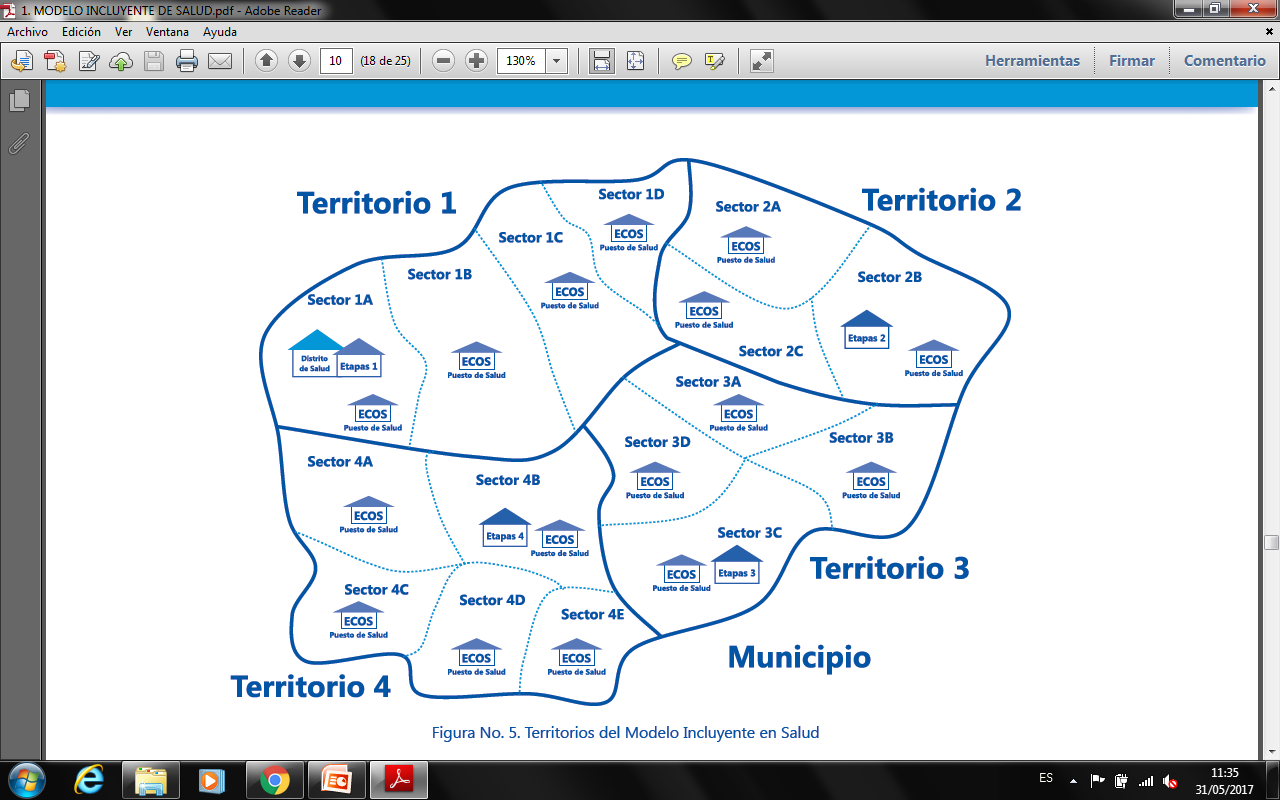 1. MODELO INCLUYENTE DE SALUD.pdf - Adobe Reader
Archivo Edición Ver Ventana Ayuda
10 (18 de 25) 130% Herramientas Firmar Comentario
Territorio 1
Sector 1A
Distrito
de Salud
Etapas 1
ECOS
Puesto de Salud
Sector 1B
ECOS
Puesto de Salud
Sector 1C
ECOS
Puesto de Salud
Sector 1D
ECOS
Puesto de Salud
Territorio 2
Sector 2A
ECOS
Puesto de Salud
Sector 2B
Etapas 2
ECOS
Puesto de Salud
ECOS
Puesto de Salud
Sector 2C
Sector 3A
ECOS
Puesto de Salud
Sector 3B
ECOS
Puesto de Salud
Sector 3D
ECOS
Puesto de Salud
Sector 3C
ECOS
Puesto de Salud
Etapas 3
Territorio 3
Sector 4A
ECOS
Puesto de Salud
Sector 4B
Etapas 4
ECOS
Puesto de Salud
Sector 4C
ECOS
Puesto de Salud
Sector 4D
ECOS
Puesto de Salud
Sector 4E
ECOS
Puesto de Salud
Territorio 4
Municipio
Figura No. 5. Territorios del Modelo Incluyente en Salud
ES
11:35
31/05/2017